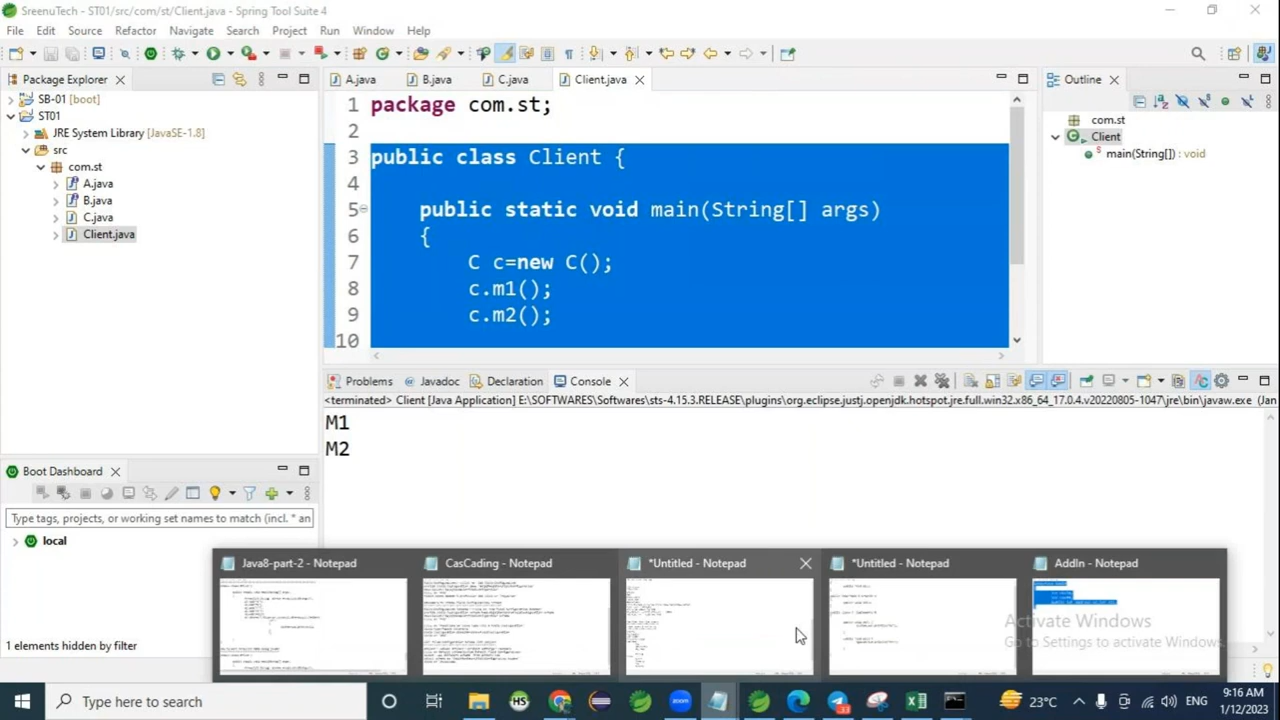 SreenuTech - ST01/src/com/st/Client.java - Spring Tool Suite 4
File Edit Source Refactor Navigate Search Project Run Window Help
Package Explorer
A.java B.java C.java Client.java
Outline
SB-01 [boot]
ST01
JRE System Library [JavaSE-1.8]
src
com.st
A.java
B.java
C.java
Client.java
1 package com.st;
2
3 public class Client {
4
5 public static void main(String[] args)
6 {
7 C c=new C();
8 c.m1();
9 c.m2();
10
com.st
Client
main(String[]) : void
Problems Javadoc Declaration Console
<terminated> Client [Java Application] E:\SOFTWARES\Softwares\sts-4.15.3.RELEASE\plugins\org.eclipse.justj.openjdk.hotspot.jre.full.win32.x86_64_17.0.4.v20220805-1047\jre\bin\javaw.exe (Jan
M1
M2
Boot Dashboard
Type tags, projects, or working set names to match (incl. * an
local
1 elements hidden by filter
Java8-part-2 - Notepad
CasCading - Notepad
*Untitled - Notepad
*Untitled - Notepad
AddIn - Notepad
Activate Windows
Go to Settings to activate Windows.
Type here to search
HS
zoom
33
23°C
ENG
9:16 AM
1/12/2023